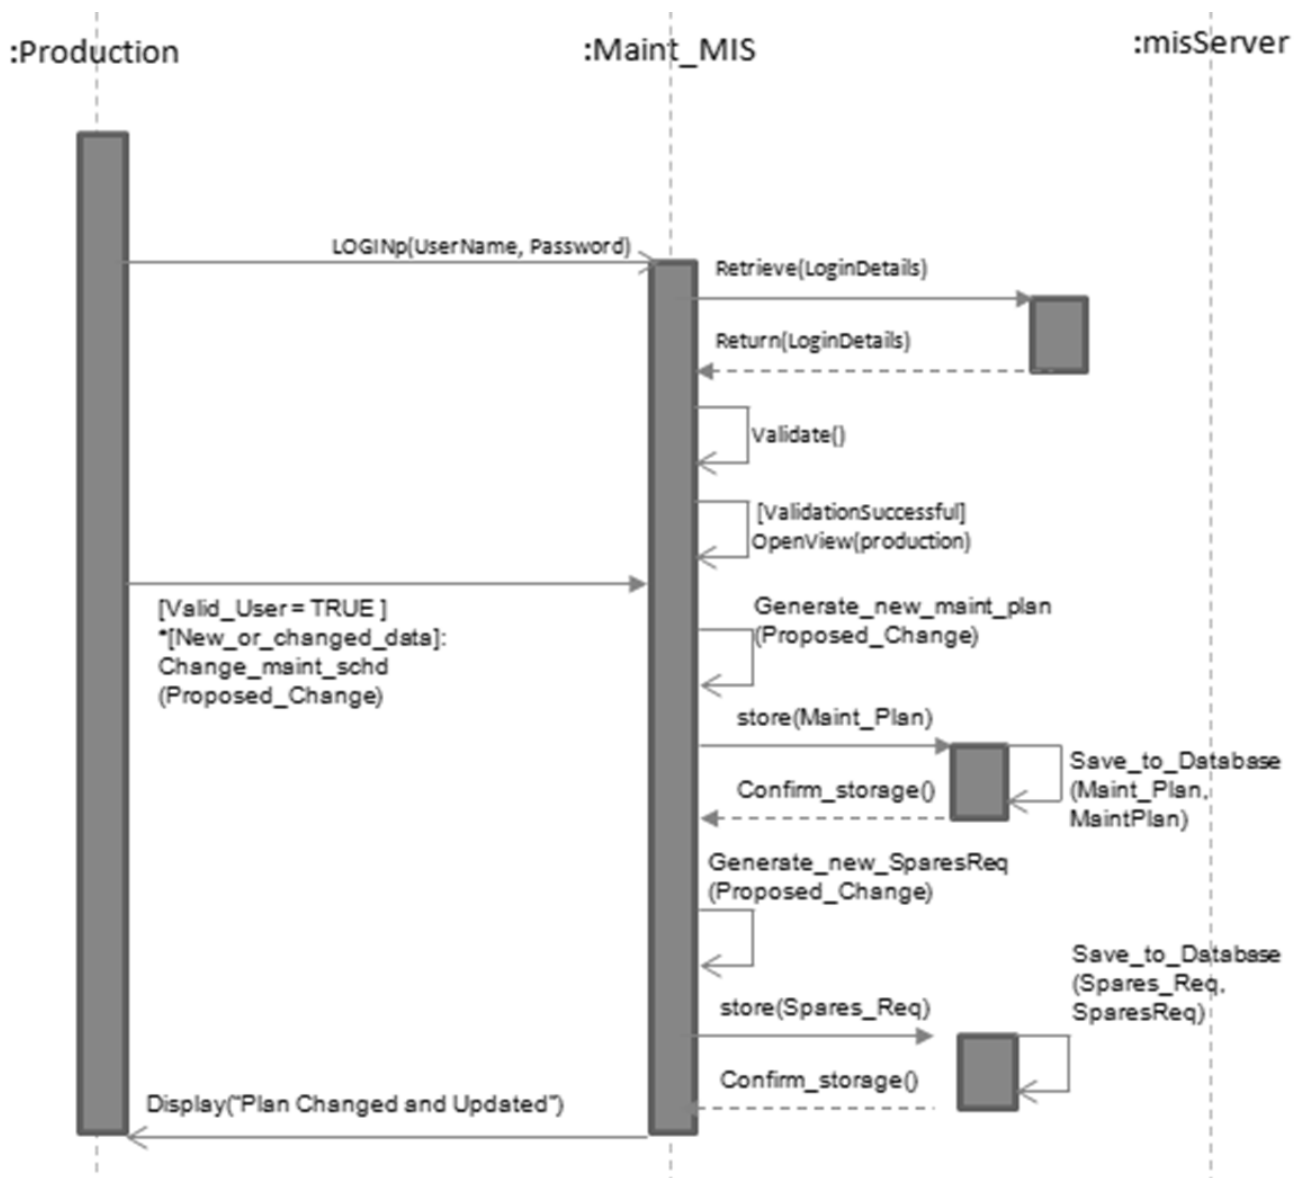 :Production
:Maint_MIS
:misServer
LOGINp(UserName, Password)
Retrieve(LoginDetails)
Return(LoginDetails)
Validate()
[ValidationSuccessful]
OpenView(production)
[Valid_User = TRUE ]
*[New_or_changed_data]:
Change_maint_schd
(Proposed_Change)
Generate_new_maint_plan
(Proposed_Change)
store(Maint_Plan)
Save_to_Database
(Maint_Plan,
MaintPlan)
Confirm_storage()
Generate_new_SparesReq
(Proposed_Change)
Save_to_Database
(Spares_Req,
SparesReq)
store(Spares_Req)
Confirm_storage()
Display("Plan Changed and Updated")